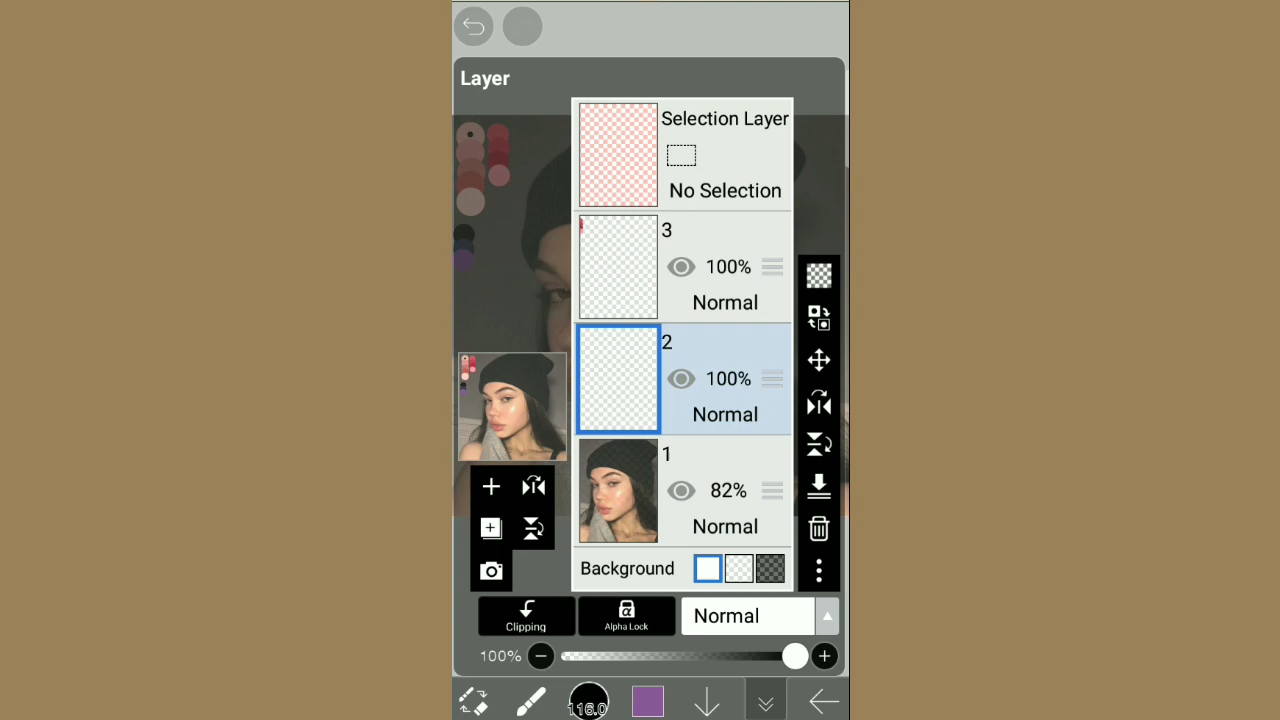 Layer
Selection Layer
No Selection
3
100%
Normal
2
100%
Normal
1
82%
Normal
Background
Clipping
α
Alpha Lock
Normal
100%
116.0